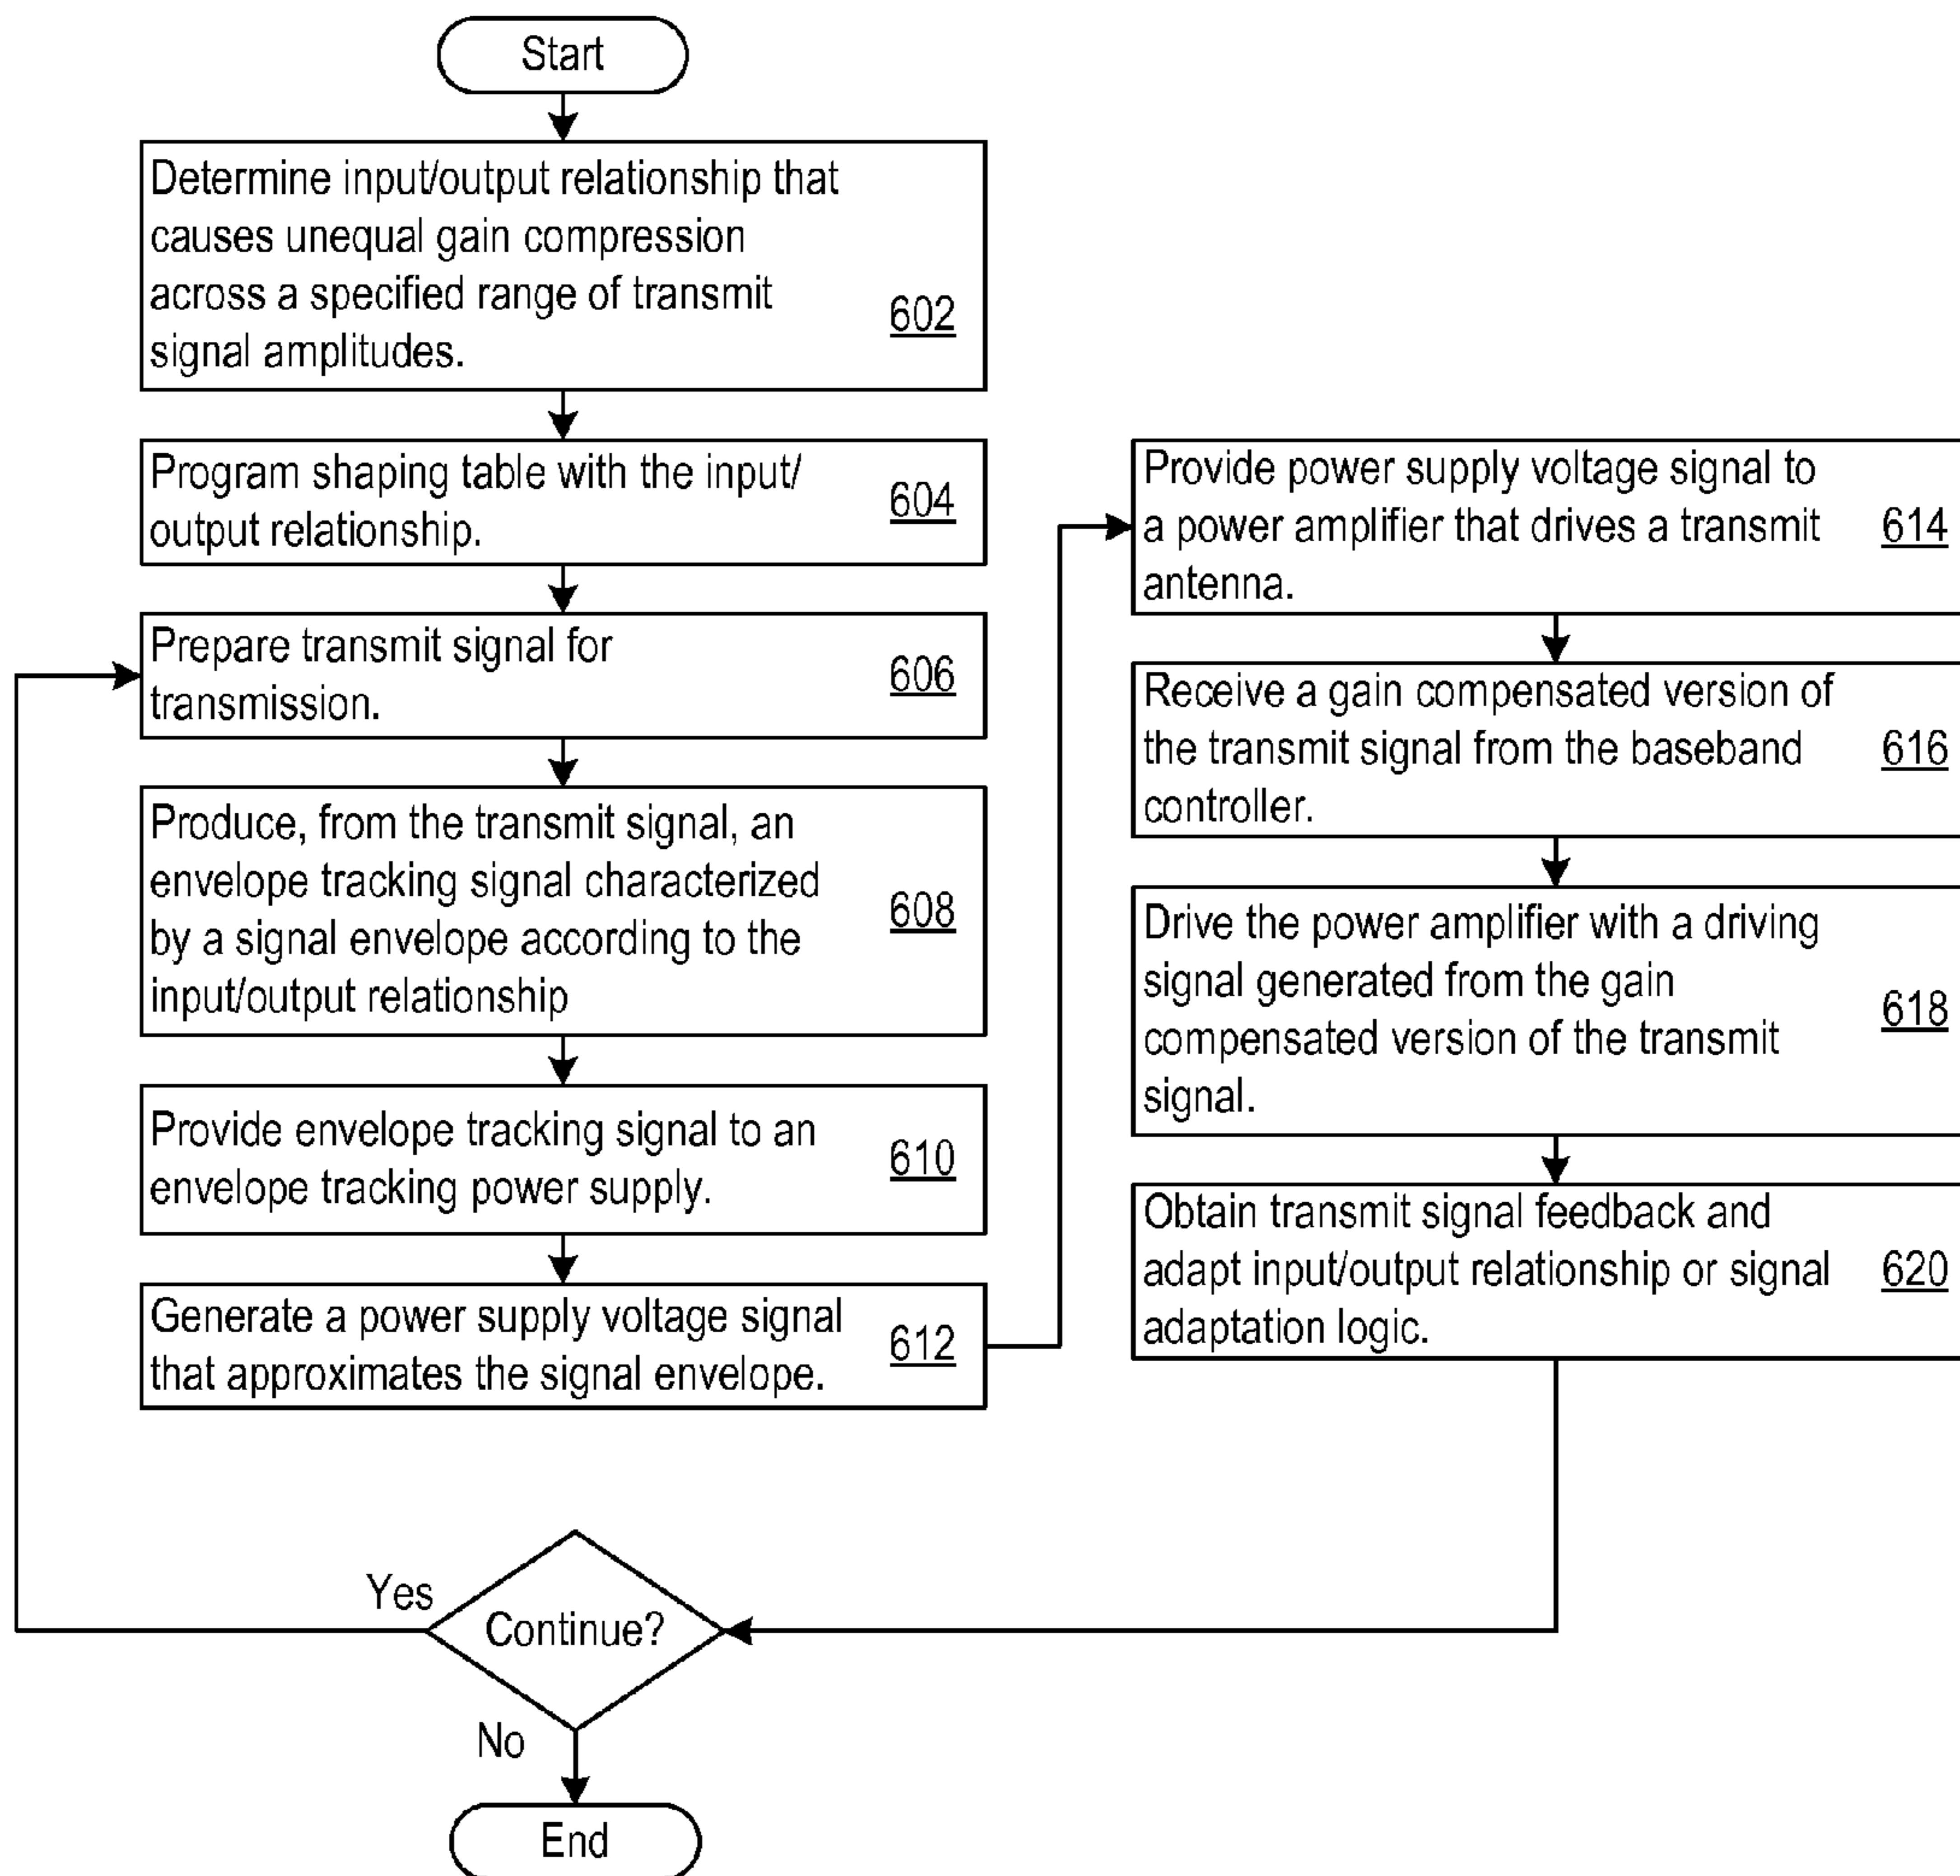 Start
Determine input/output relationship that
causes unequal gain compression
across a specified range of transmit
signal amplitudes.
602
Program shaping table with the input/
output relationship.
604
Prepare transmit signal for
transmission.
606
Produce, from the transmit signal, an
envelope tracking signal characterized
by a signal envelope according to the
input/output relationship
608
Provide envelope tracking signal to an
envelope tracking power supply.
610
Generate a power supply voltage signal
that approximates the signal envelope.
612
Provide power supply voltage signal to
a power amplifier that drives a transmit
antenna.
614
Receive a gain compensated version of
the transmit signal from the baseband
controller.
616
Drive the power amplifier with a driving
signal generated from the gain
compensated version of the transmit
signal.
618
Obtain transmit signal feedback and
adapt input/output relationship or signal
adaptation logic.
620
Yes
Continue?
No
End